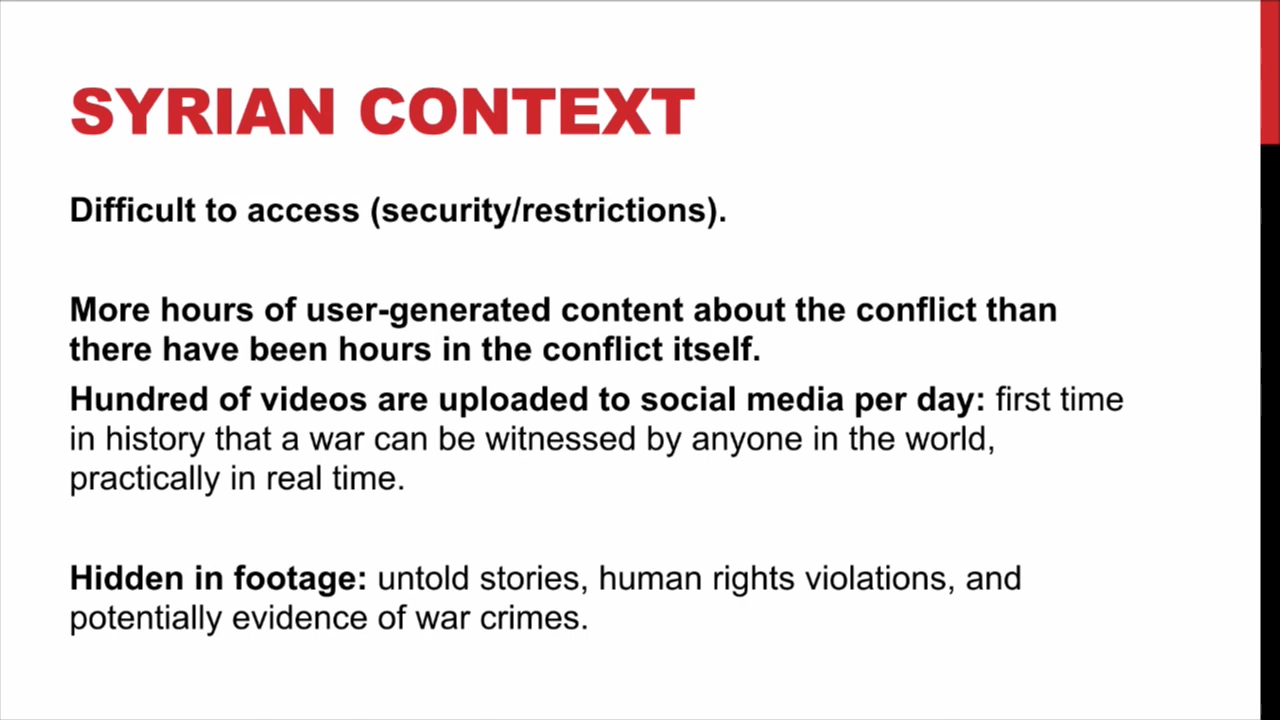 SYRIAN CONTEXT
Difficult to access (security/restrictions).
More hours of user-generated content about the conflict than
there have been hours in the conflict itself.
Hundred of videos are uploaded to social media per day: first time
in history that a war can be witnessed by anyone in the world,
practically in real time.
Hidden in footage: untold stories, human rights violations, and
potentially evidence of war crimes.